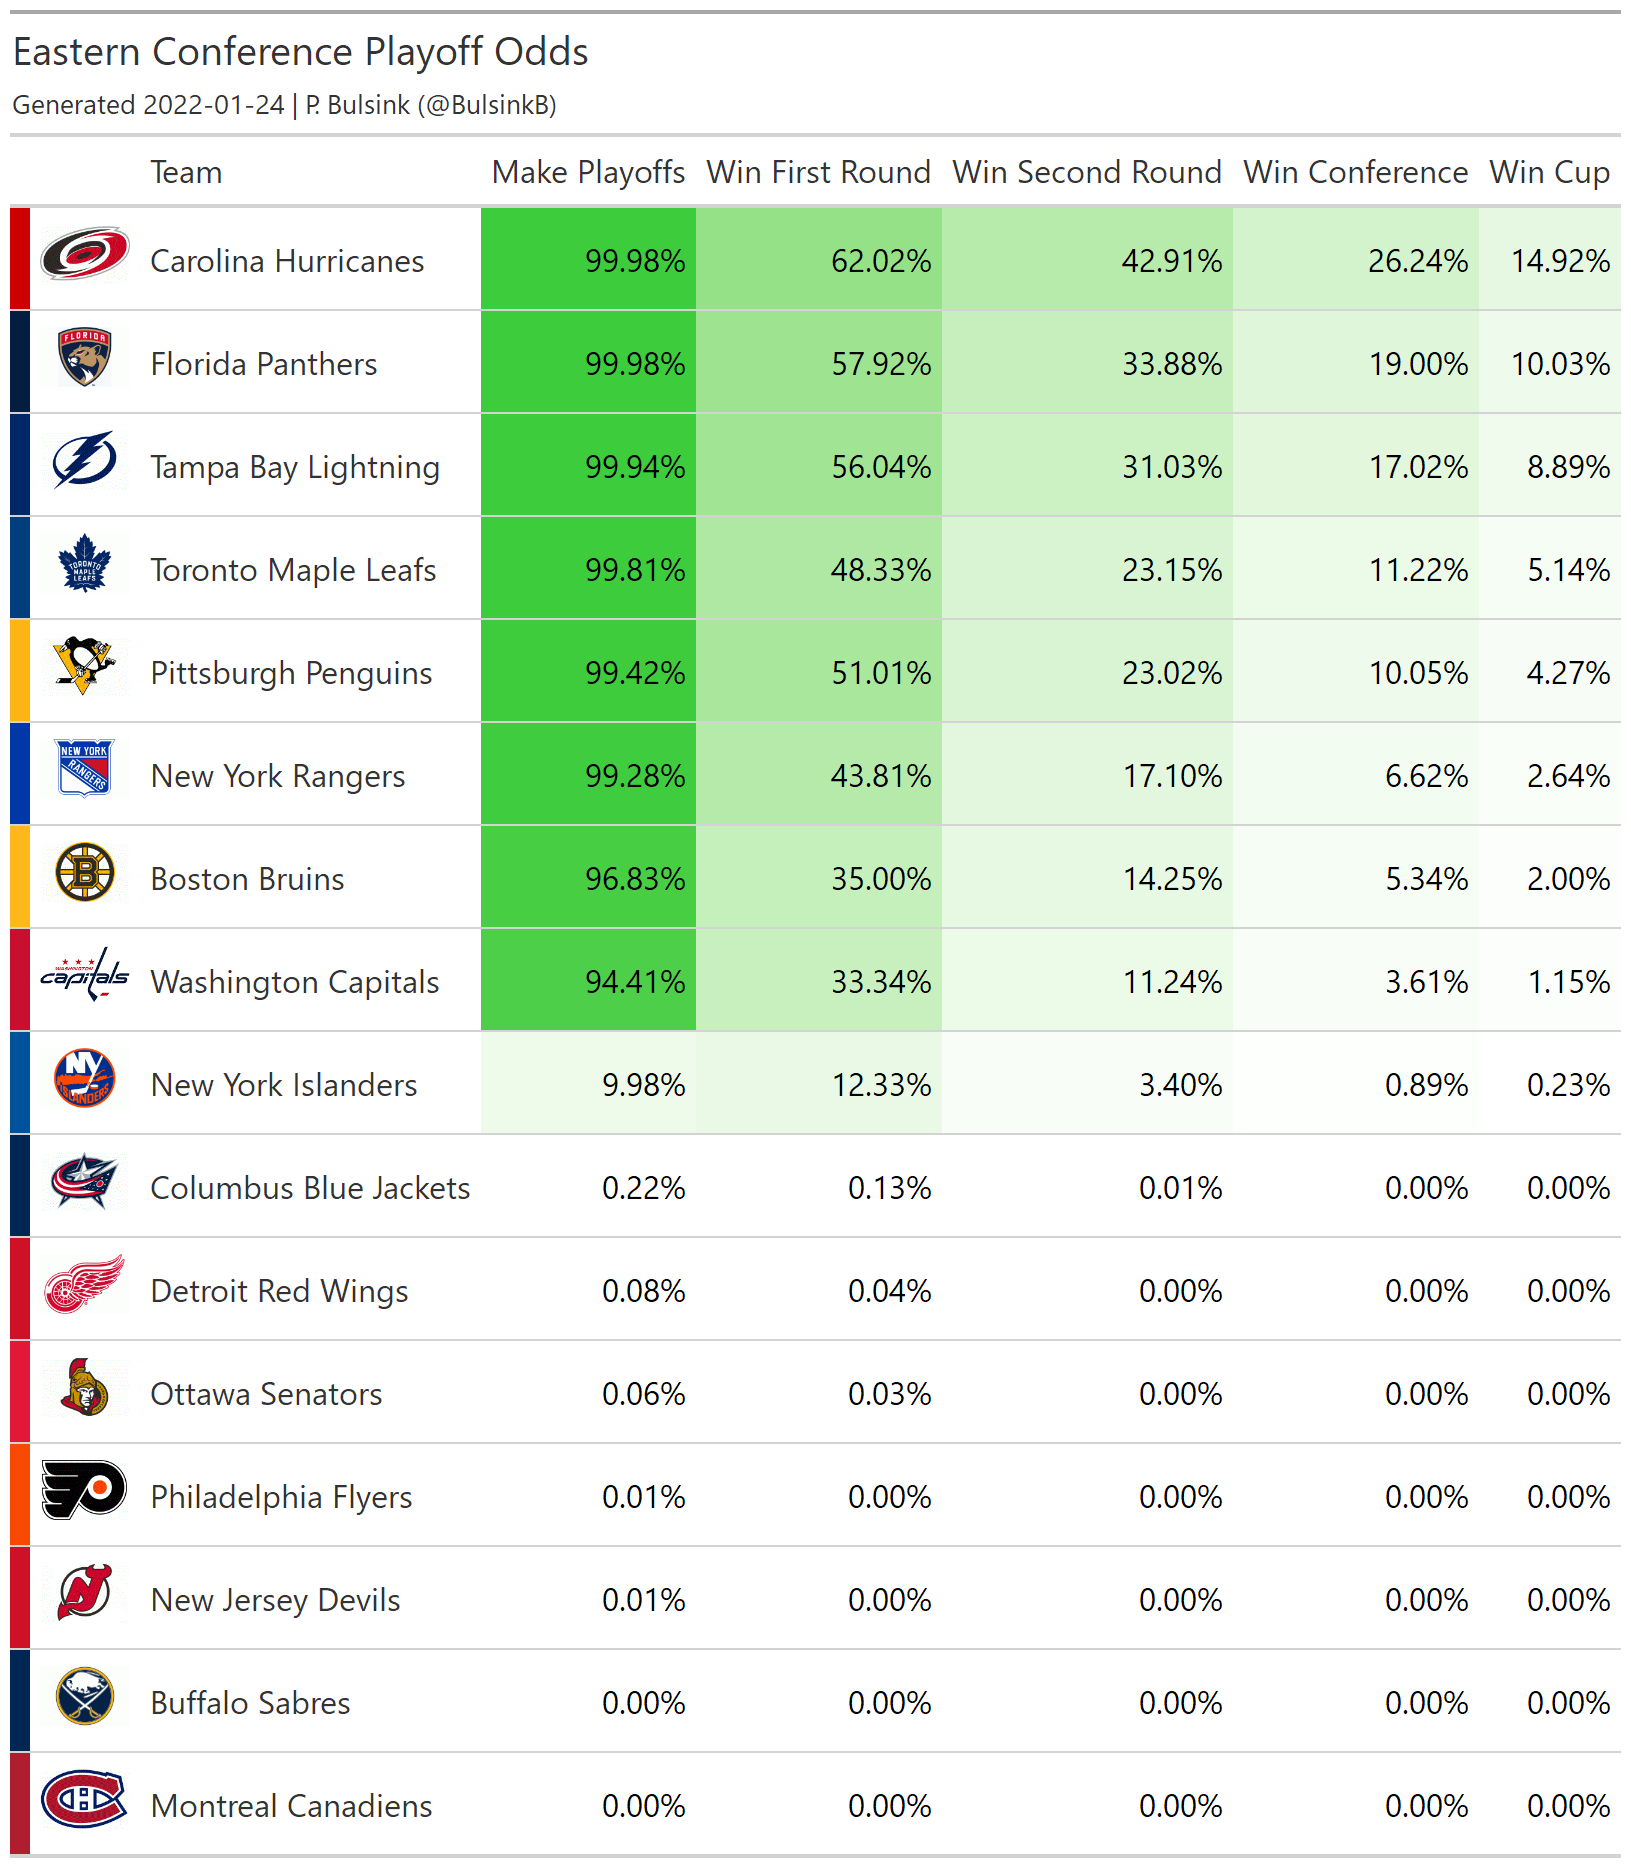 Eastern Conference Playoff Odds
Generated 2022-01-24 | P. Bulsink (@BulsinkB)
Team Make Playoffs Win First Round Win Second Round Win Conference Win Cup
Carolina Hurricanes 99.98% 62.02% 42.91% 26.24% 14.92%
FLORIDA
Florida Panthers 99.98% 57.92% 33.88% 19.00% 10.03%
Tampa Bay Lightning 99.94% 56.04% 31.03% 17.02% 8.89%
TORONTO
MAPLE
LEAFS
Toronto Maple Leafs 99.81% 48.33% 23.15% 11.22% 5.14%
Pittsburgh Penguins 99.42% 51.01% 23.02% 10.05% 4.27%
NEW YORK
RANGERS
New York Rangers 99.28% 43.81% 17.10% 6.62% 2.64%
B
Boston Bruins 96.83% 35.00% 14.25% 5.34% 2.00%
WASHINGTON
capitals
Washington Capitals 94.41% 33.34% 11.24% 3.61% 1.15%
NY
ISLANDERS
New York Islanders 9.98% 12.33% 3.40% 0.89% 0.23%
Columbus Blue Jackets 0.22% 0.13% 0.01% 0.00% 0.00%
Detroit Red Wings 0.08% 0.04% 0.00% 0.00% 0.00%
Ottawa Senators 0.06% 0.03% 0.00% 0.00% 0.00%
Philadelphia Flyers 0.01% 0.00% 0.00% 0.00% 0.00%
New Jersey Devils 0.01% 0.00% 0.00% 0.00% 0.00%
Buffalo Sabres 0.00% 0.00% 0.00% 0.00% 0.00%
Montreal Canadiens 0.00% 0.00% 0.00% 0.00% 0.00%